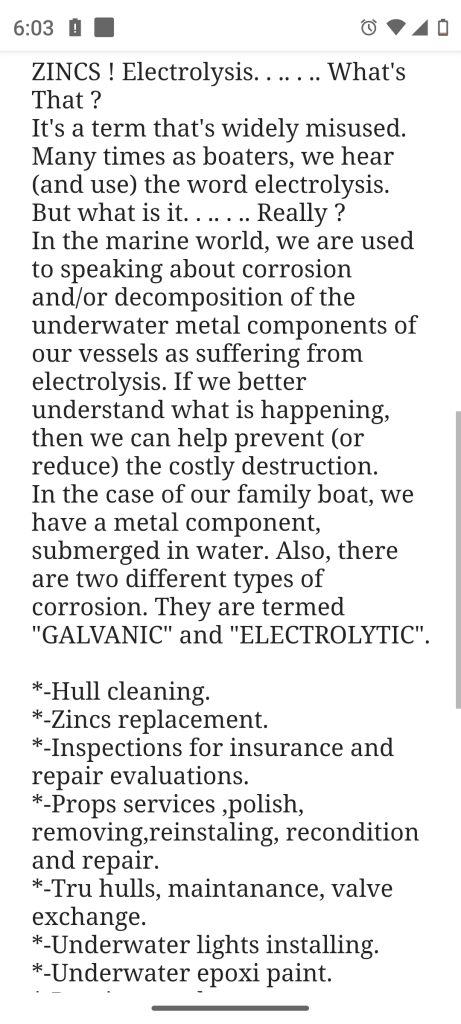 6:03
ZINCS ! Electrolysis. . .. .. .. What's
That ?
It's a term that's widely misused.
Many times as boaters, we hear
(and use) the word electrolysis.
But what is it. . .. .. .. Really ?
In the marine world, we are used
to speaking about corrosion
and/or decomposition of the
underwater metal components of
our vessels as suffering from
electrolysis. If we better
understand what is happening,
then we can help prevent (or
reduce) the costly destruction.
In the case of our family boat, we
have a metal component,
submerged in water. Also, there
are two different types of
corrosion. They are termed
"GALVANIC" and "ELECTROLYTIC".
*-Hull cleaning.
*-Zincs replacement.
*-Inspections for insurance and
repair evaluations.
*-Props services ,polish,
removing,reinstaling, recondition
and repair.
*-Tru hulls, maintanance, valve
exchange.
*-Underwater lights installing.
*-Underwater epoxi paint.